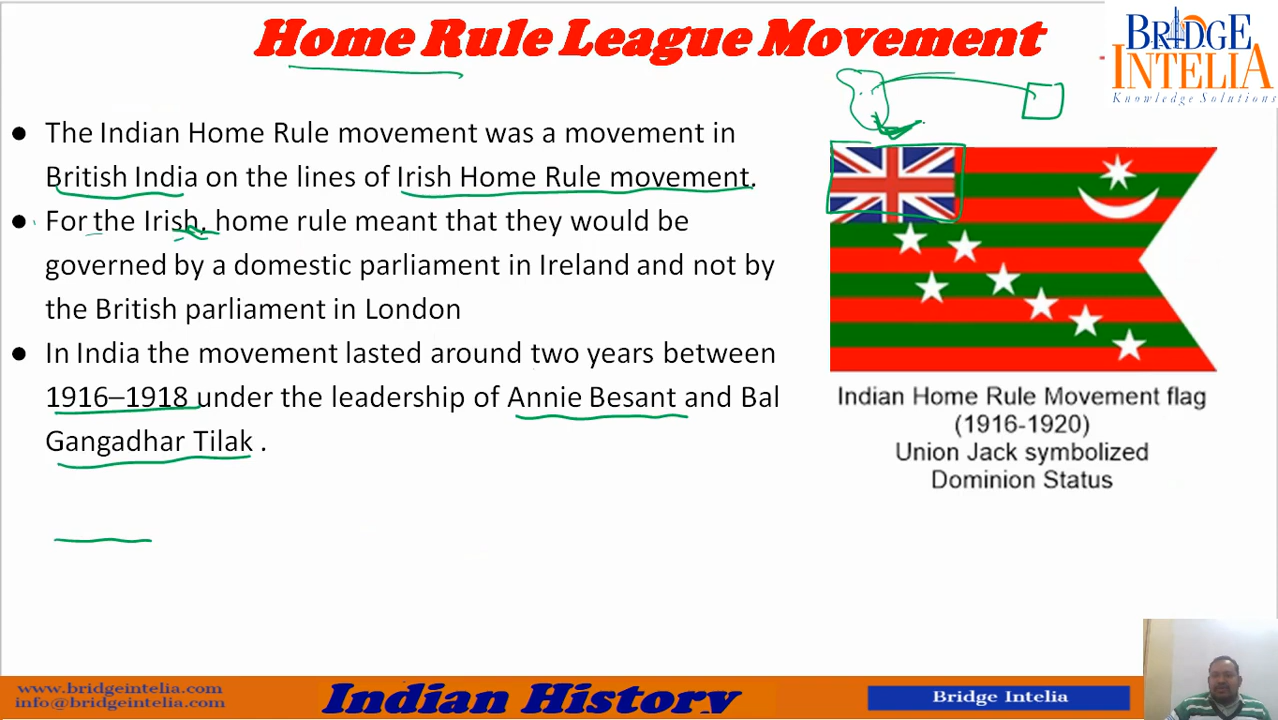 Home Rule League Movement
BRIDGE
INTELIA
Knowledge Solutions
● The Indian Home Rule movement was a movement in
British India on the lines of Irish Home Rule movement.
● For the Irish, home rule meant that they would be
governed by a domestic parliament in Ireland and not by
the British parliament in London
● In India the movement lasted around two years between
1916–1918 under the leadership of Annie Besant and Bal
Gangadhar Tilak .
Indian Home Rule Movement flag
(1916-1920)
Union Jack symbolized
Dominion Status
www.bridgeintelia.com
info@bridgeintelia.com
Indian History
Bridge Intelia